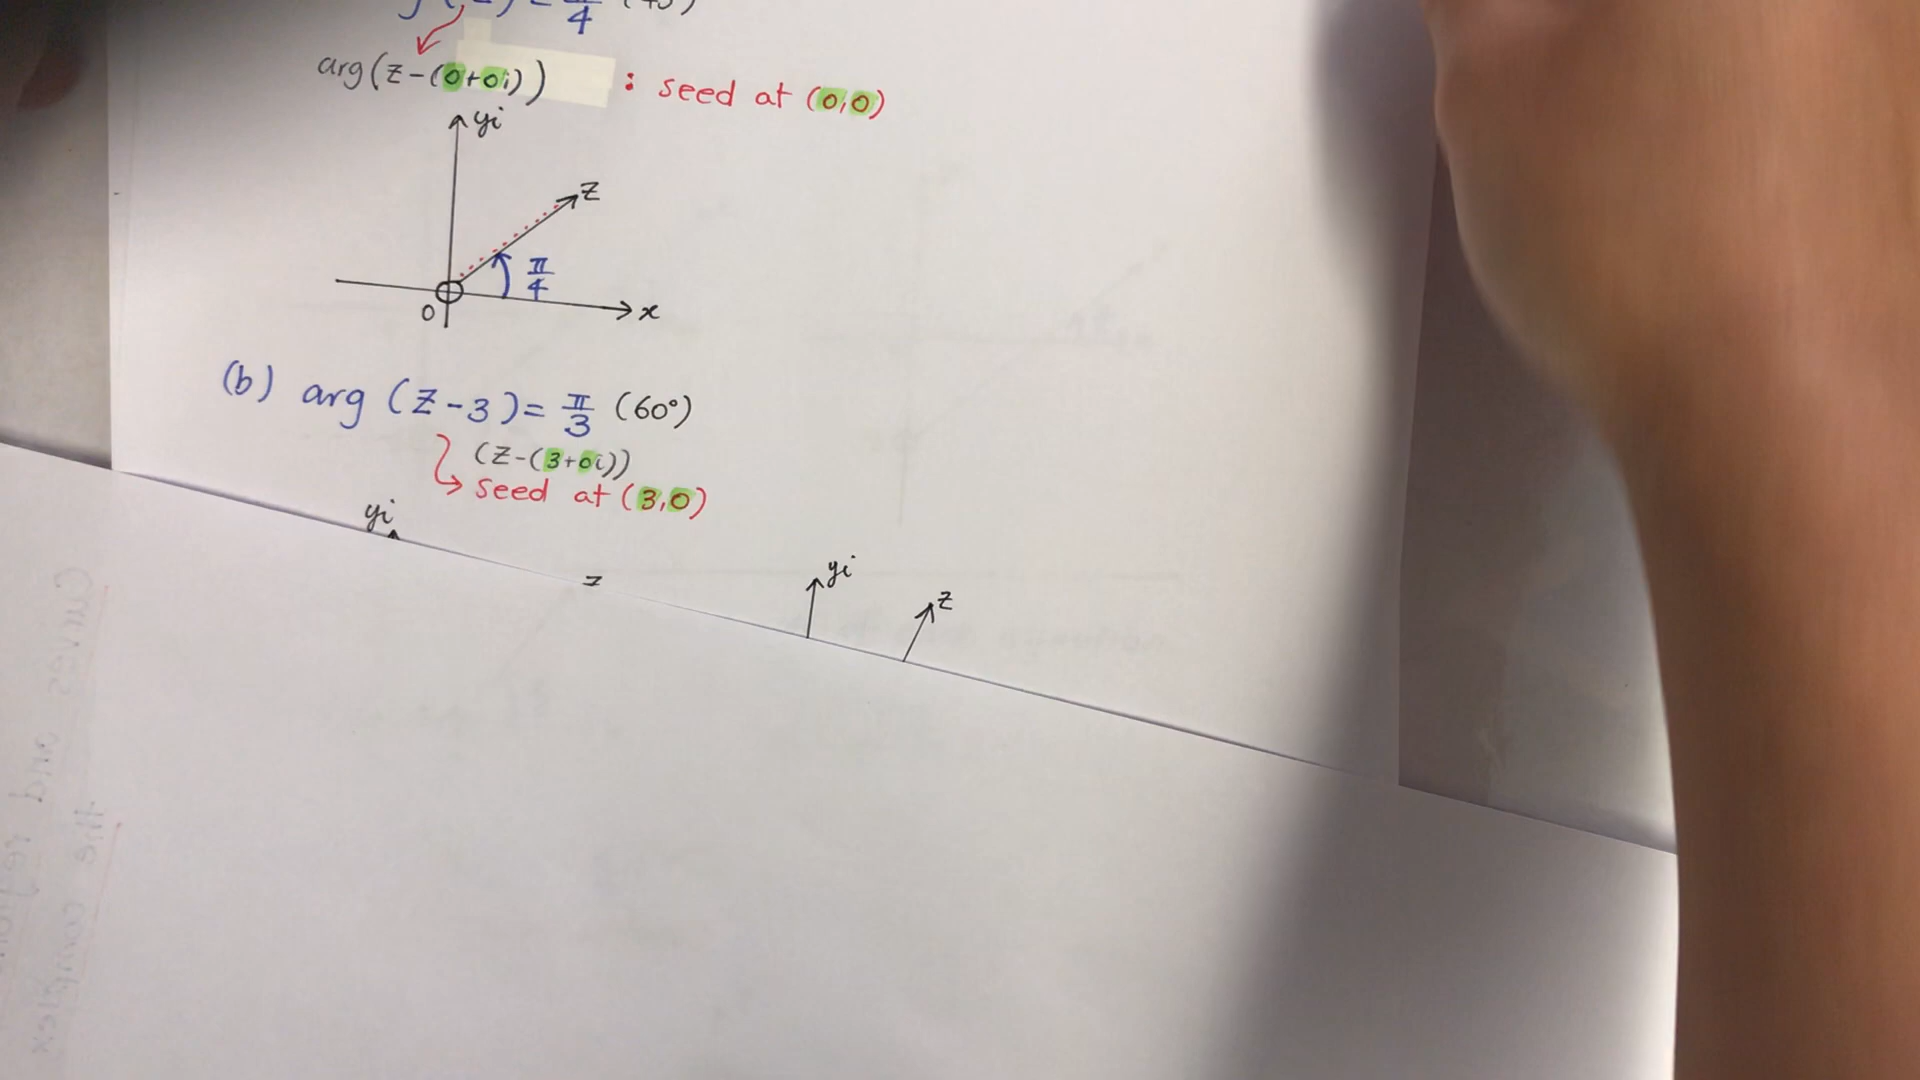 π/4
arg(z-(0+0i)) : seed at (0,0)
yi
z
π/4
0
x
(b) arg (z-3) = π/3 (60°)
(z-(3+0i))
seed at (3,0)
yi
yi
z